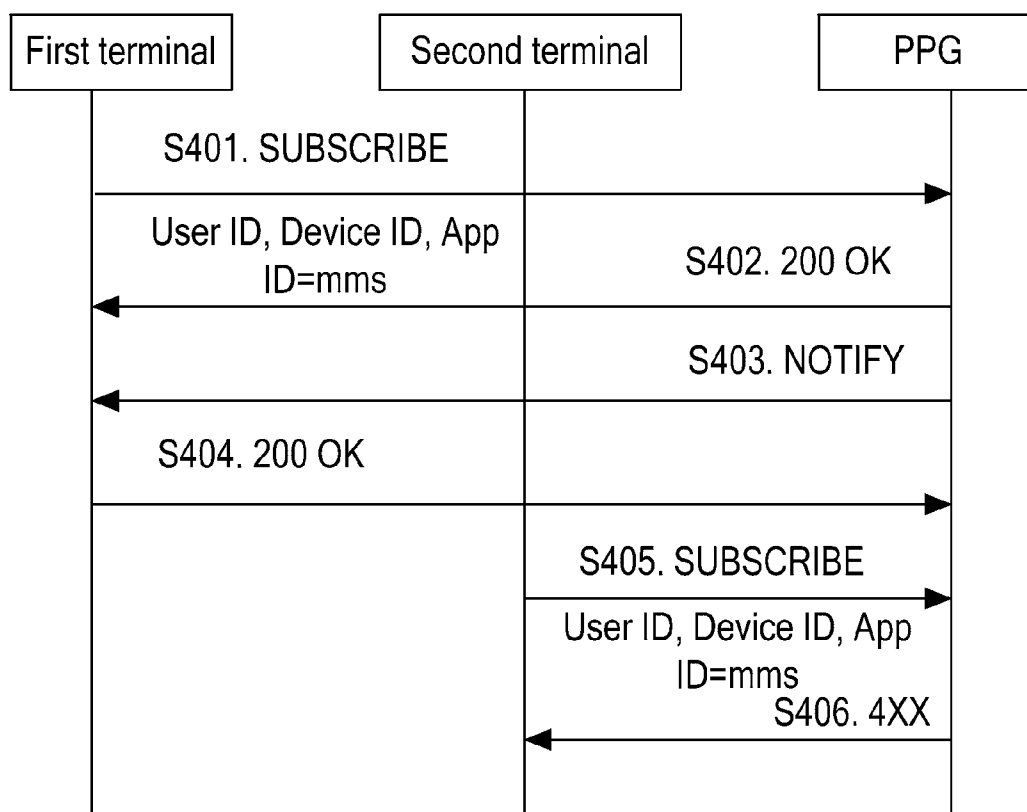 First terminal
Second terminal
PPG
S401. SUBSCRIBE
User ID, Device ID, App
ID=mms
S402. 200 OK
S403. NOTIFY
S404. 200 OK
S405. SUBSCRIBE
User ID, Device ID, App
ID=mms
S406. 4XX